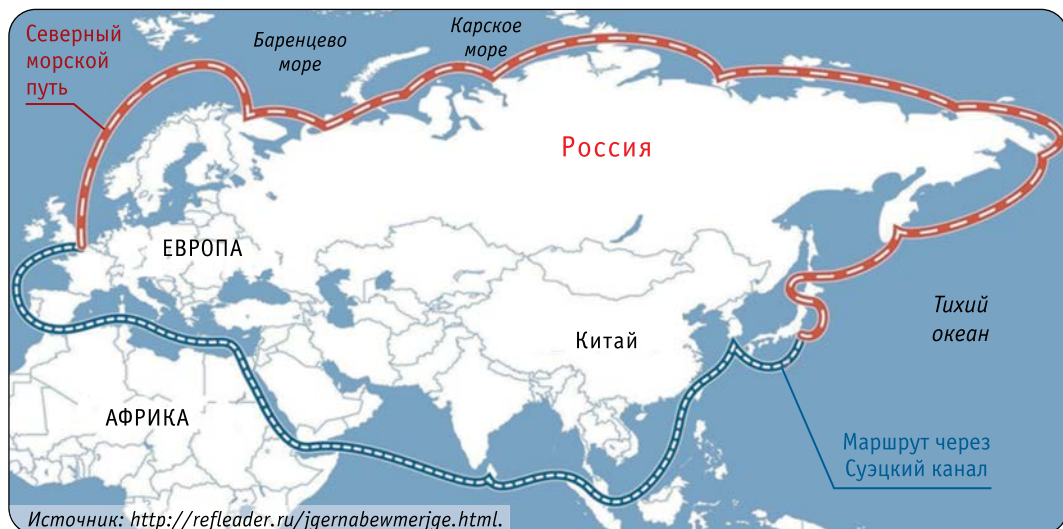 Северный
морской
путь
Баренцево
море
Карское
море
Россия
ЕВРОПА
Китай
Тихий
океан
АФРИКА
Маршрут через
Суэцкий канал
Источник: http://refleader.ru/jgernabewmerjge.html.